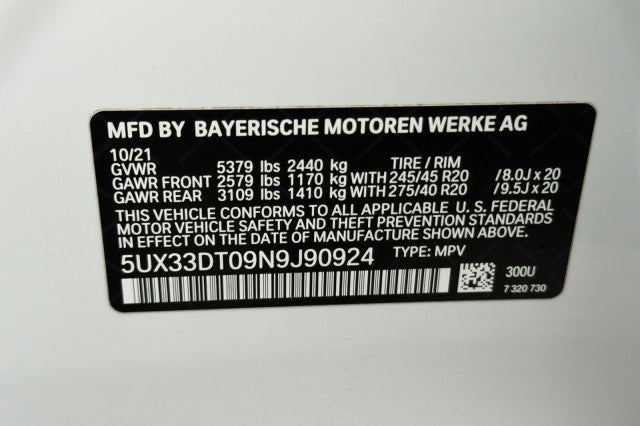 MFD BY BAYERISCHE MOTOREN WERKE AG
10/21
GVWR 5379 lbs 2440 kg TIRE / RIM
GAWR FRONT 2579 lbs 1170 kg WITH 245/45 R20 /8.0J x 20
GAWR REAR 3109 lbs 1410 kg WITH 275/40 R20 /9.5J x 20
THIS VEHICLE CONFORMS TO ALL APPLICABLE U. S. FEDERAL
MOTOR VEHICLE SAFETY AND THEFT PREVENTION STANDARDS
IN EFFECT ON THE DATE OF MANUFACTURE SHOWN ABOVE.
5UX33DT09N9J90924 TYPE: MPV
300U
7 320 730